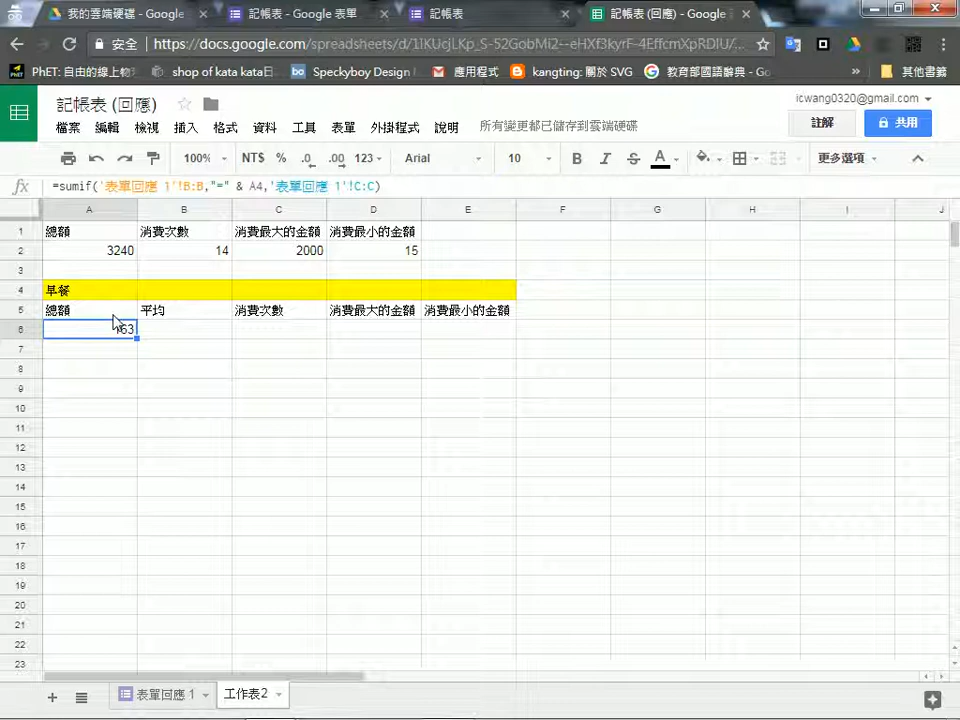 我的雲端硬碟 - Google
記帳表 - Google 表單
記帳表
記帳表 (回應) - Google
安全 https://docs.google.com/spreadsheets/d/1lKUcjLKp_S-52GobMi2--eHXf3kyrF-4EffcmXpRDIU/...
PhET: 自由的線上物
shop of kata kata日
Speckyboy Design
應用程式
kangting: 關於 SVG
教育部國語辭典 - Go
»
其他書籤
記帳表 (回應)
icwang0320@gmail.com
檔案 編輯 檢視 插入 格式 資料 工具 表單 外掛程式 說明 所有變更都已儲存到雲端硬碟
註解 共用
100% NT$ % .0 .00 123 Arial 10 B I S A 更多選項
fx =sumif('表單回應 1'!B:B,"=" & A4,'表單回應 1'!C:C)
A B C D E F G H I J
1 總額 消費次數 消費最大的金額 消費最小的金額
2 3240 14 2000 15
3
4 早餐
5 總額 平均 消費次數 消費最大的金額 消費最小的金額
6
7
8
9
10
11
12
13
14
15
16
17
18
19
20
21
22
23
+ 表單回應 1 工作表2